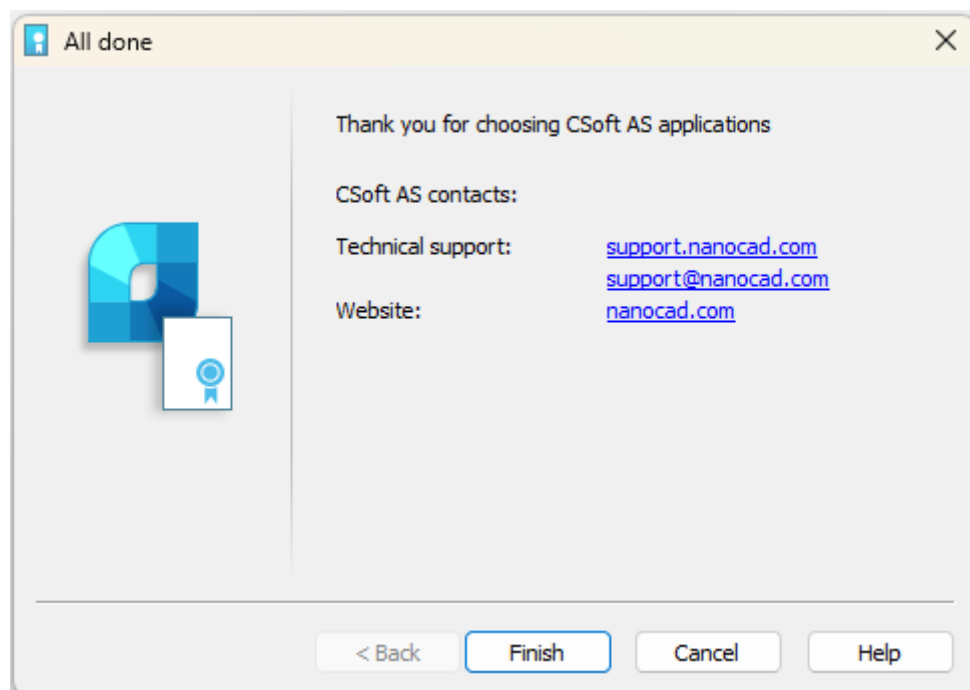 All done
Thank you for choosing CSoft AS applications
CSoft AS contacts:
Technical support: support.nanocad.com
support@nanocad.com
Website: nanocad.com
< Back Finish Cancel Help